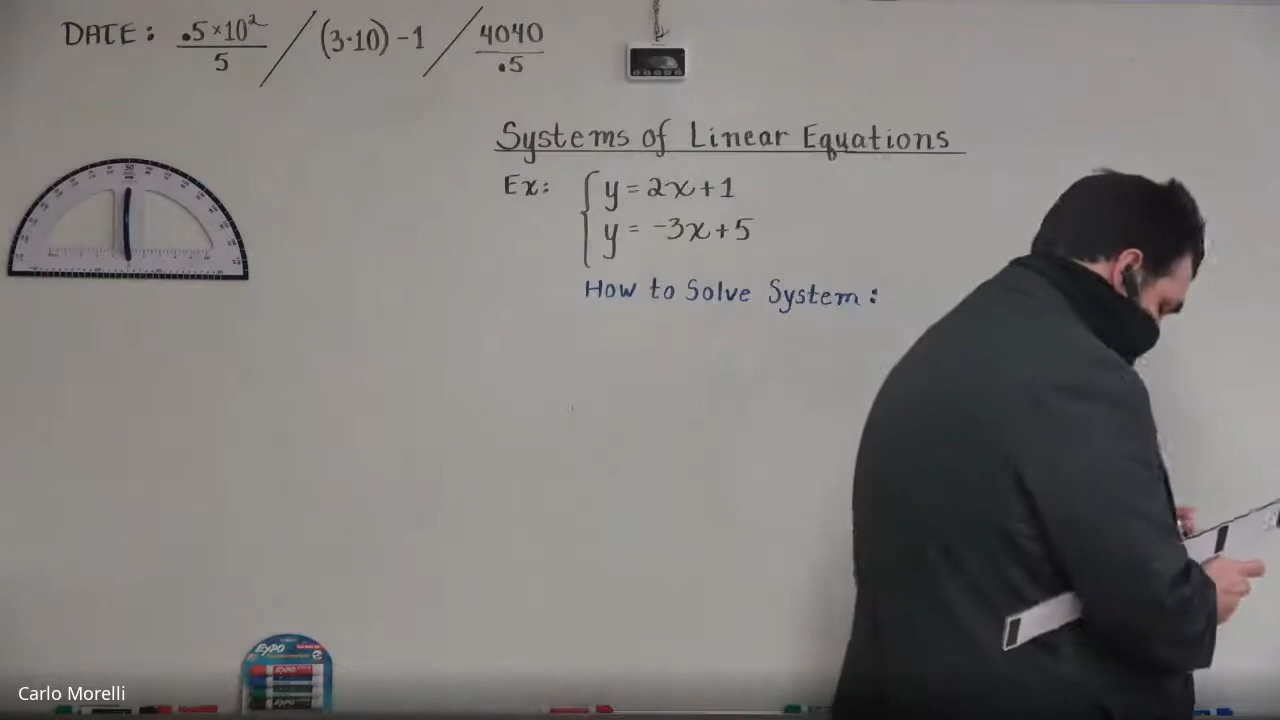 DATE: .5×10² / 5 / (3·10) -1 / 4040 / .5
Systems of Linear Equations
Ex: { y = 2x+1
y = -3x+5
How to Solve System:
EXPO
EXPO
Carlo Morelli